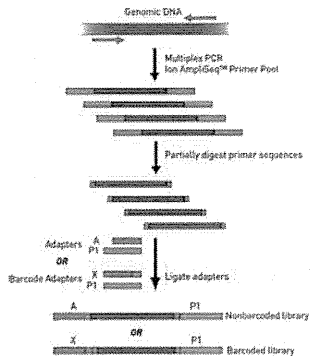 Genomic DNA
Multiplex PCR
Ion AmpliSeq™ Primer Pool
Partially digest primer sequences
Adapters A
P1
OR
Barcode Adapters X
P1
Ligate adapters
A P1
Nonbarcoded library
OR
X P1
Barcoded library